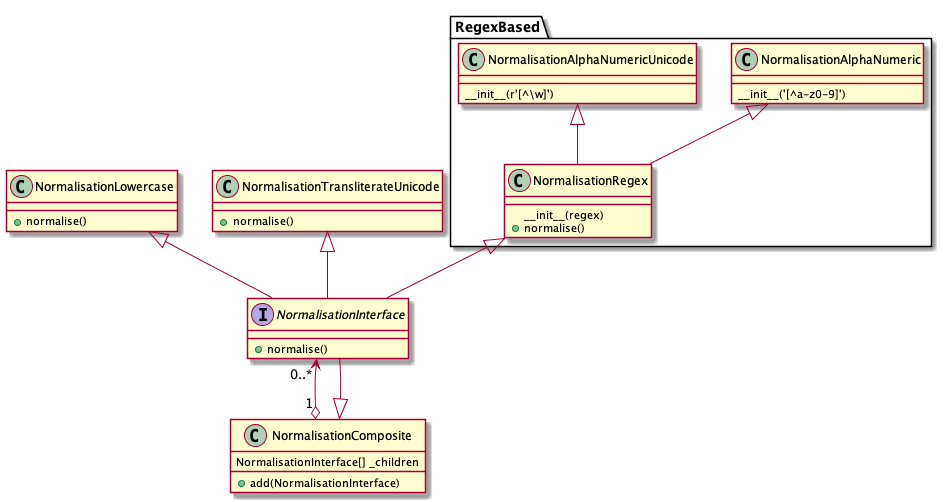 RegexBased
C NormalisationAlphaNumericUnicode
__init__(r'[^\w]')
C NormalisationAlphaNumeric
__init__('[^a-z0-9]')
C NormalisationLowercase
normalise()
C NormalisationTransliterateUnicode
normalise()
C NormalisationRegex
__init__(regex)
normalise()
I NormalisationInterface
normalise()
0..*
1
C NormalisationComposite
NormalisationInterface[] _children
add(NormalisationInterface)